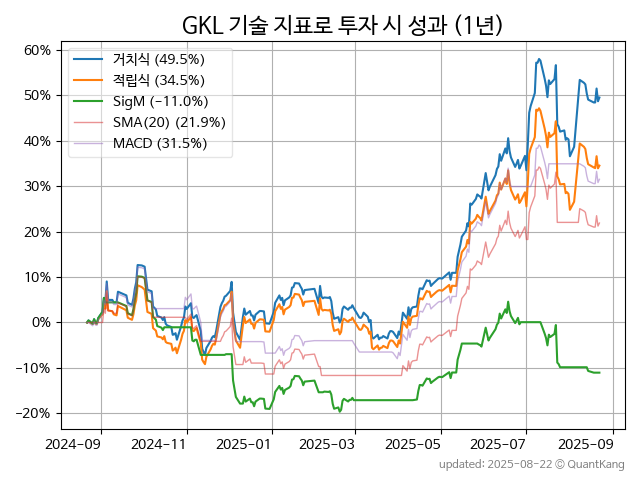 GKL 기술 지표로 투자 시 성과 (1년)
거치식 (49.5%)
적립식 (34.5%)
SigM (-11.0%)
SMA(20) (21.9%)
MACD (31.5%)
60%
50%
40%
30%
20%
10%
0%
-10%
-20%
2024-09 2024-11 2025-01 2025-03 2025-05 2025-07 2025-09
updated: 2025-08-22 © QuantKang